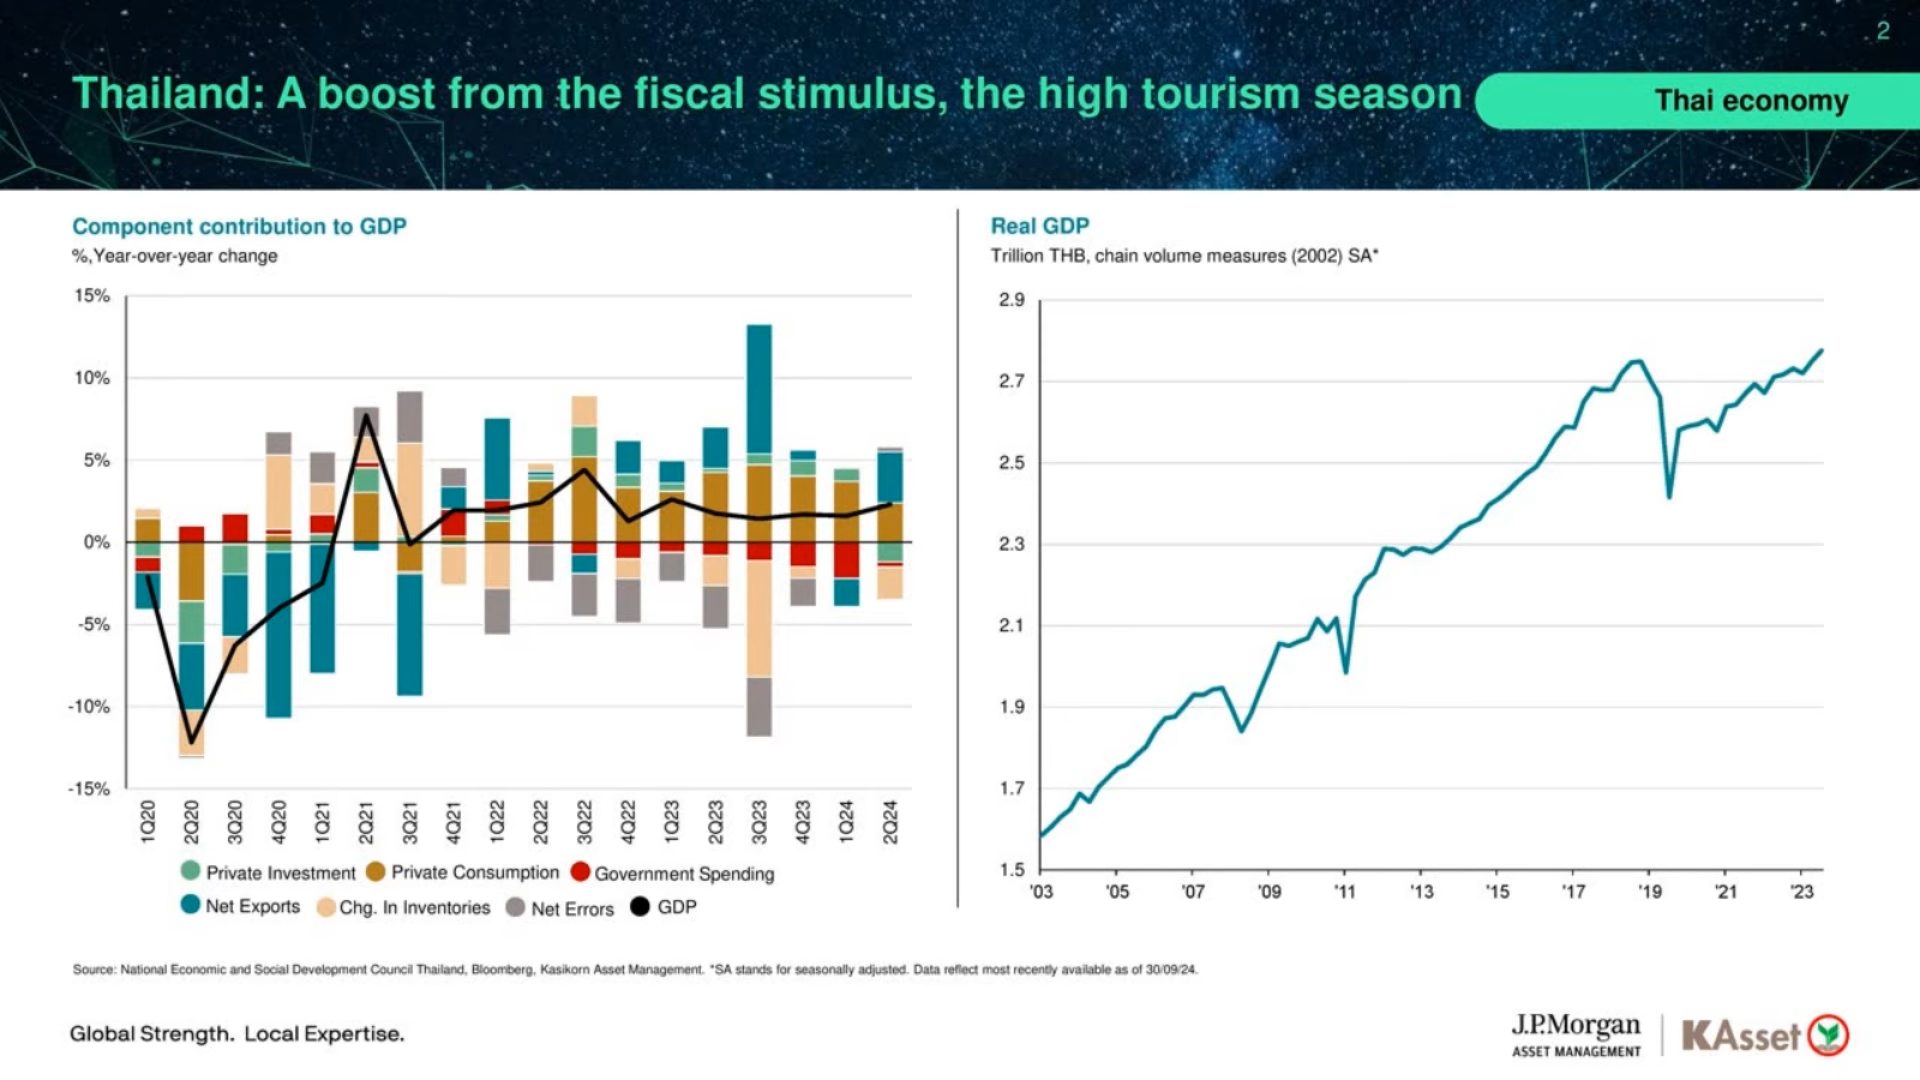 2
Thailand: A boost from the fiscal stimulus, the high tourism season
Thai economy
Component contribution to GDP
%,Year-over-year change
15%
10%
5%
0%
-5%
-10%
-15%
1Q20
2Q20
3Q20
4Q20
1Q21
2Q21
3Q21
4Q21
1Q22
2Q22
3Q22
4Q22
1Q23
2Q23
3Q23
4Q23
1Q24
2Q24
Private Investment Private Consumption Government Spending
Net Exports Chg. In Inventories Net Errors GDP
Real GDP
Trillion THB, chain volume measures (2002) SA*
2.9
2.7
2.5
2.3
2.1
1.9
1.7
1.5
'03 '05 '07 '09 '11 '13 '15 '17 '19 '21 '23
Source: National Economic and Social Development Council Thailand, Bloomberg, Kasikorn Asset Management. *SA stands for seasonally adjusted. Data reflect most recently available as of 30/09/24.
Global Strength. Local Expertise.
J.P.Morgan
ASSET MANAGEMENT
KAsset